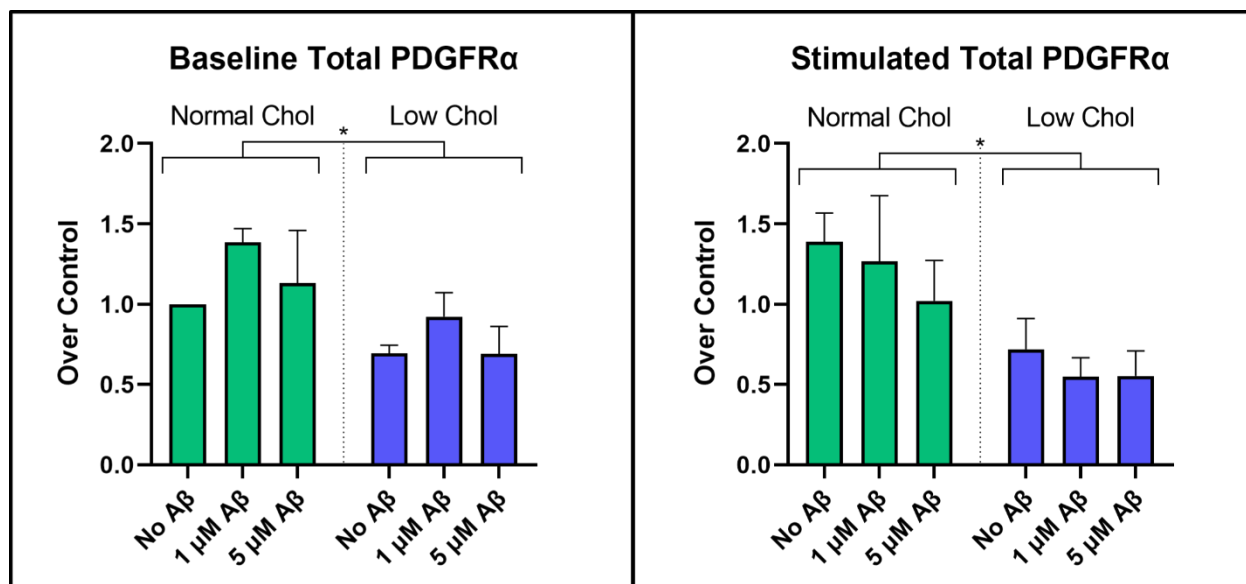 Baseline Total PDGFRα
Normal Chol Low Chol
*
2.0
1.5
1.0
0.5
0.0
Over Control
No Aβ
1 µM Aβ
5 µM Aβ
No Aβ
1 µM Aβ
5 µM Aβ
Stimulated Total PDGFRα
Normal Chol Low Chol
*
2.0
1.5
1.0
0.5
0.0
Over Control
No Aβ
1 µM Aβ
5 µM Aβ
No Aβ
1 µM Aβ
5 µM Aβ